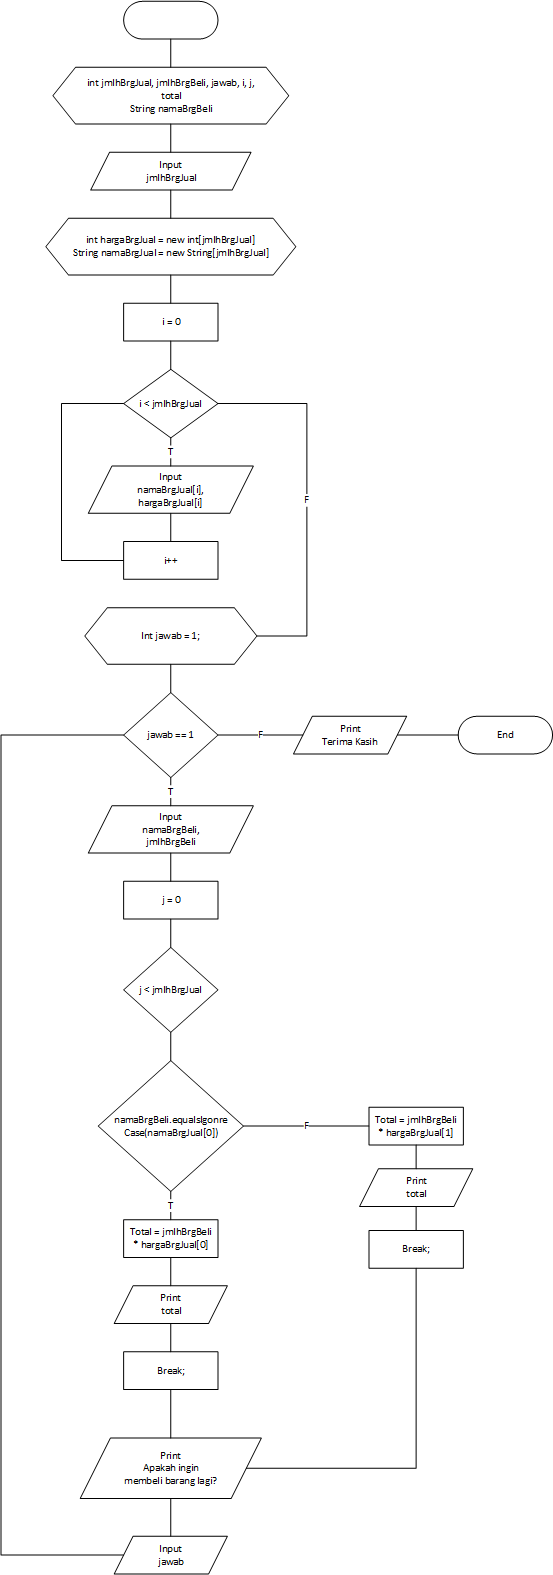 int jmlhBrgJual, jmlhBrgBeli, jawab, i, j,
total
String namaBrgBeli
Input
jmlhBrgJual
int hargaBrgJual = new int[jmlhBrgJual]
String namaBrgJual = new String[jmlhBrgJual]
i = 0
i < jmlhBrgJual
T
Input
namaBrgJual[i],
hargaBrgJual[i]
F
i++
Int jawab = 1;
jawab == 1
F
Print
Terima Kasih
End
T
Input
namaBrgBeli,
jmlhBrgBeli
j = 0
j < jmlhBrgJual
namaBrgBeli.equalsIgonre
Case(namaBrgJual[0])
F
Total = jmlhBrgBeli
* hargaBrgJual[1]
Print
total
Break;
T
Total = jmlhBrgBeli
* hargaBrgJual[0]
Print
total
Break;
Print
Apakah ingin
membeli barang lagi?
Input
jawab